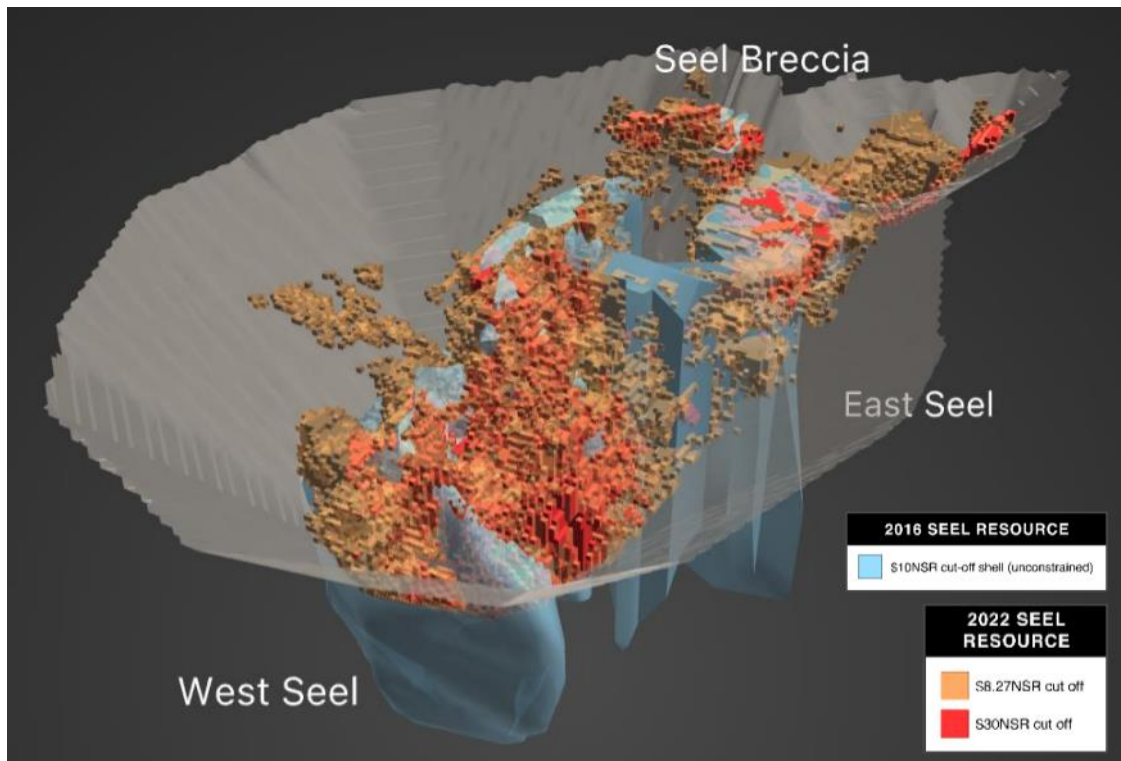 Seel Breccia
East Seel
West Seel
2016 SEEL RESOURCE
$10NSR cut-off shell (unconstrained)
2022 SEEL
RESOURCE
$8.27NSR cut off
$30NSR cut off